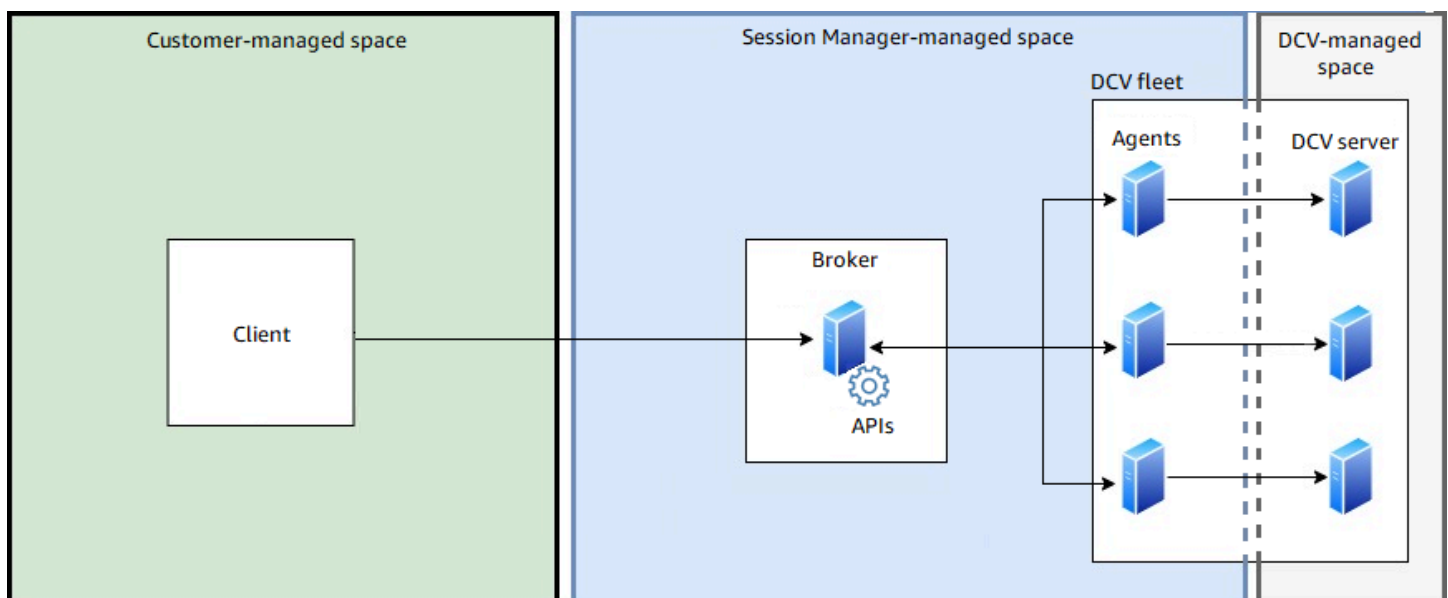 Customer-managed space
Session Manager-managed space
DCV-managed
space
DCV fleet
Agents
DCV server
Broker
Client
APIs